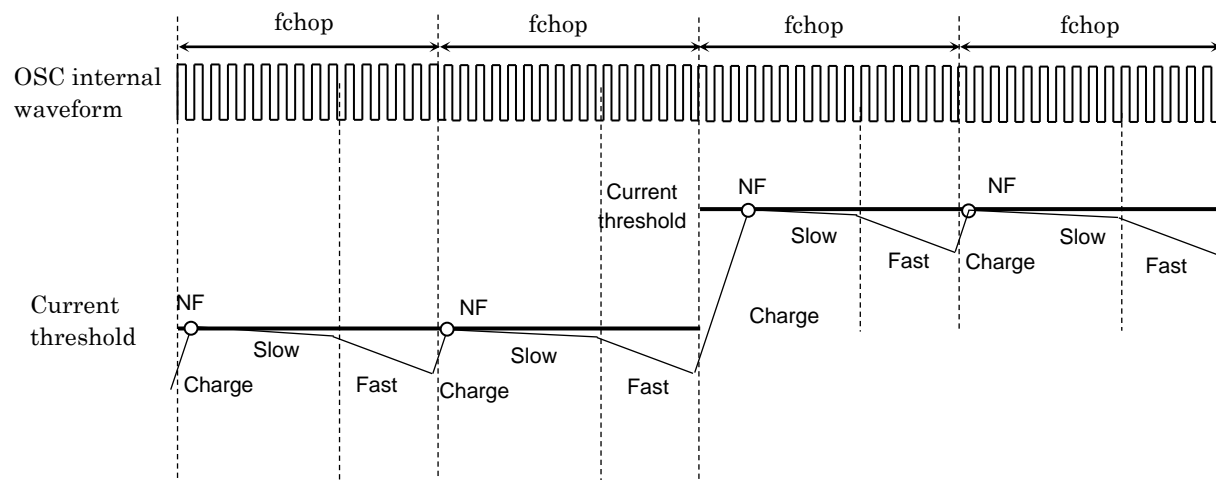 fchop fchop fchop fchop
OSC internal
waveform
Current
threshold
NF
NF
Slow
Slow
Fast
Charge
Fast
Charge
Current
threshold
NF
NF
Slow
Slow
Charge
Fast
Charge
Fast